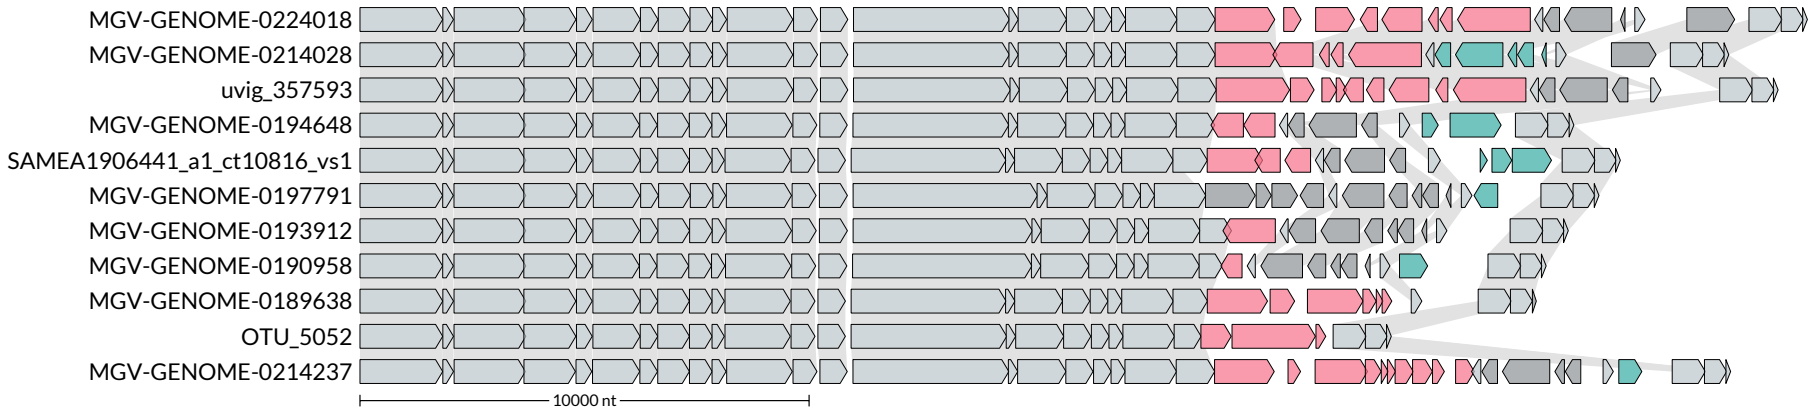 MGV-GENOME-0224018
MGV-GENOME-0214028
uvig_357593
MGV-GENOME-0194648
SAMEA1906441_a1_ct10816_vs1
MGV-GENOME-0197791
MGV-GENOME-0193912
MGV-GENOME-0190958
MGV-GENOME-0189638
OTU_5052
MGV-GENOME-0214237
10000 nt